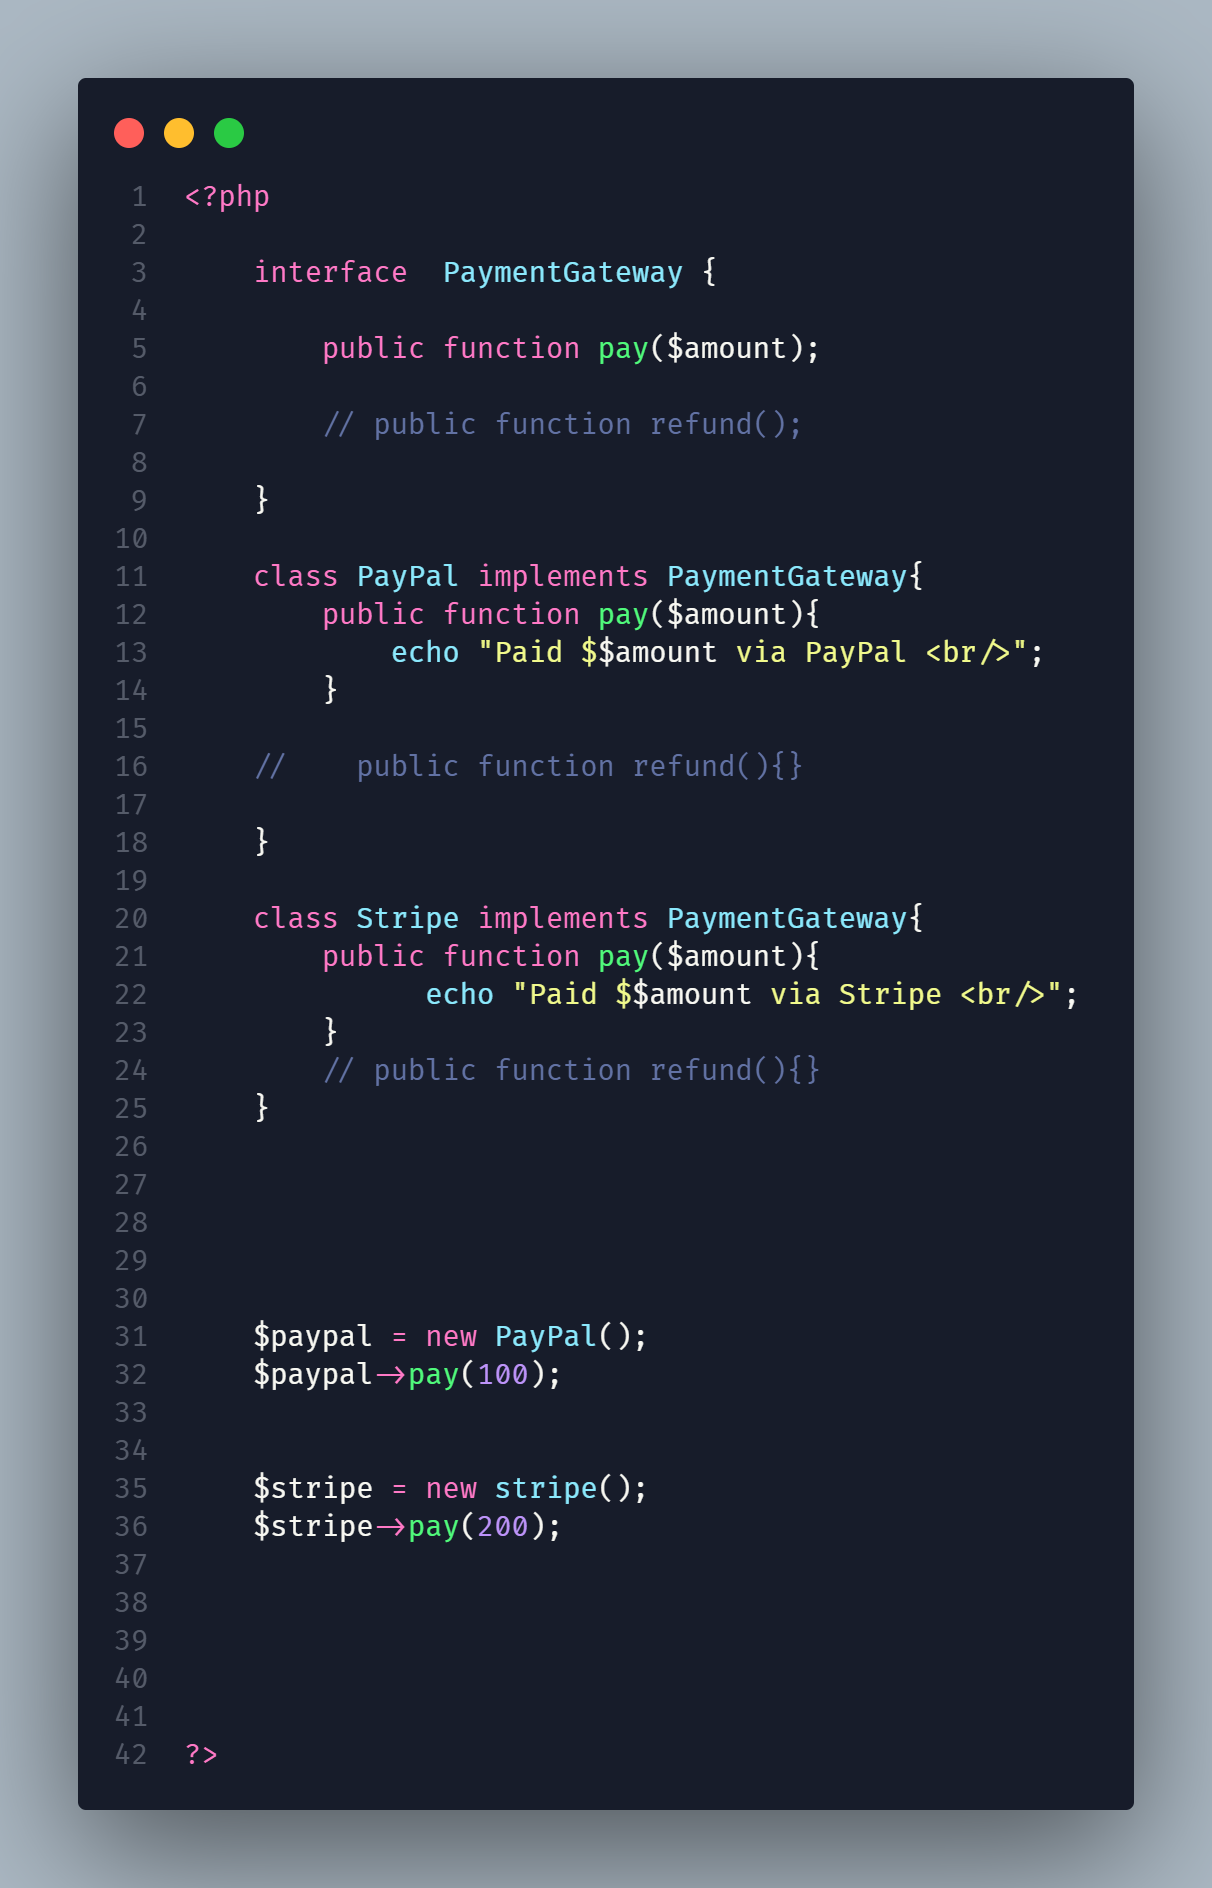 1 <?php
2
3     interface  PaymentGateway {
4
5         public function pay($amount);
6
7         // public function refund();
8
9     }
10
11     class PayPal implements PaymentGateway{
12         public function pay($amount){
13             echo "Paid $$amount via PayPal <br/>";
14         }
15
16     //    public function refund(){}
17
18     }
19
20     class Stripe implements PaymentGateway{
21         public function pay($amount){
22               echo "Paid $$amount via Stripe <br/>";
23         }
24         // public function refund(){}
25     }
26
27
28
29
30
31     $paypal = new PayPal();
32     $paypal->pay(100);
33
34
35     $stripe = new stripe();
36     $stripe->pay(200);
37
38
39
40
41
42 ?>